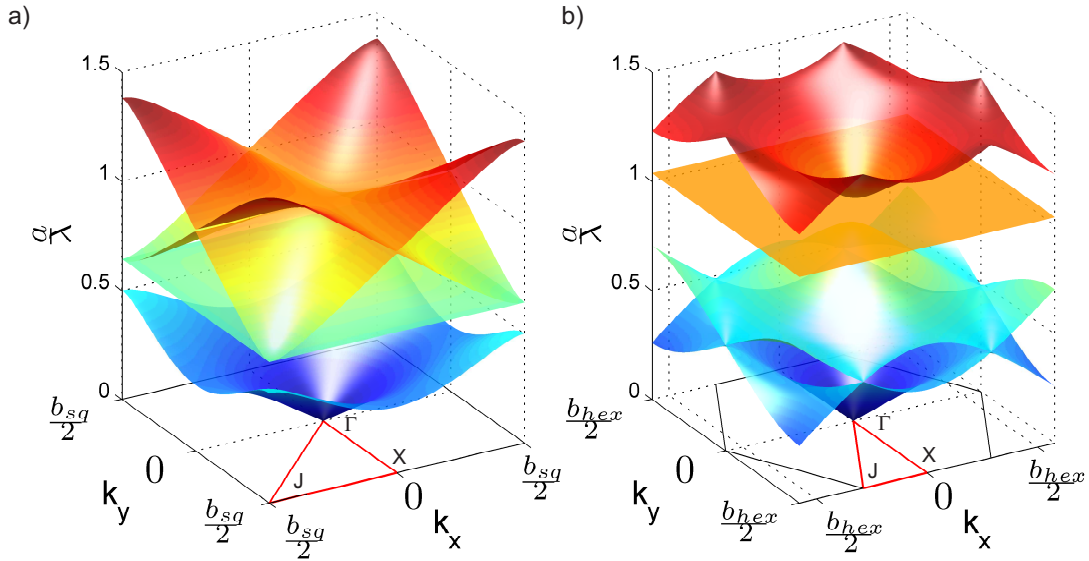 a)
b)
1.5
1
0.5
0
a/λ
b_sq/2
0
b_sq/2
k_y
b_sq/2
0
b_sq/2
k_x
Γ
X
J
1.5
1
0.5
0
a/λ
b_hex/2
0
b_hex/2
k_y
b_hex/2
0
b_hex/2
k_x
Γ
X
J